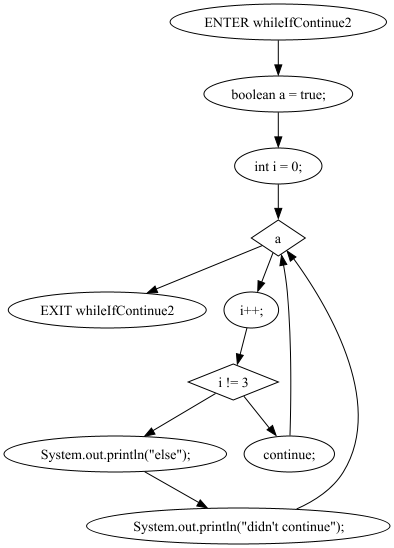 ENTER whileIfContinue2
boolean a = true;
int i = 0;
a
EXIT whileIfContinue2
i++;
i != 3
System.out.println("else");
continue;
System.out.println("didn't continue");